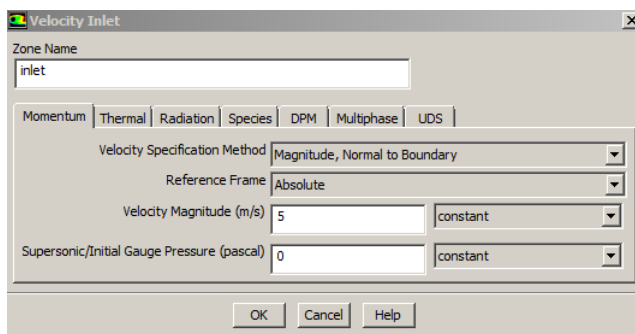 Velocity Inlet
Zone Name
inlet
Momentum Thermal Radiation Species DPM Multiphase UDS
Velocity Specification Method Magnitude, Normal to Boundary
Reference Frame Absolute
Velocity Magnitude (m/s) 5 constant
Supersonic/Initial Gauge Pressure (pascal) 0 constant
OK Cancel Help